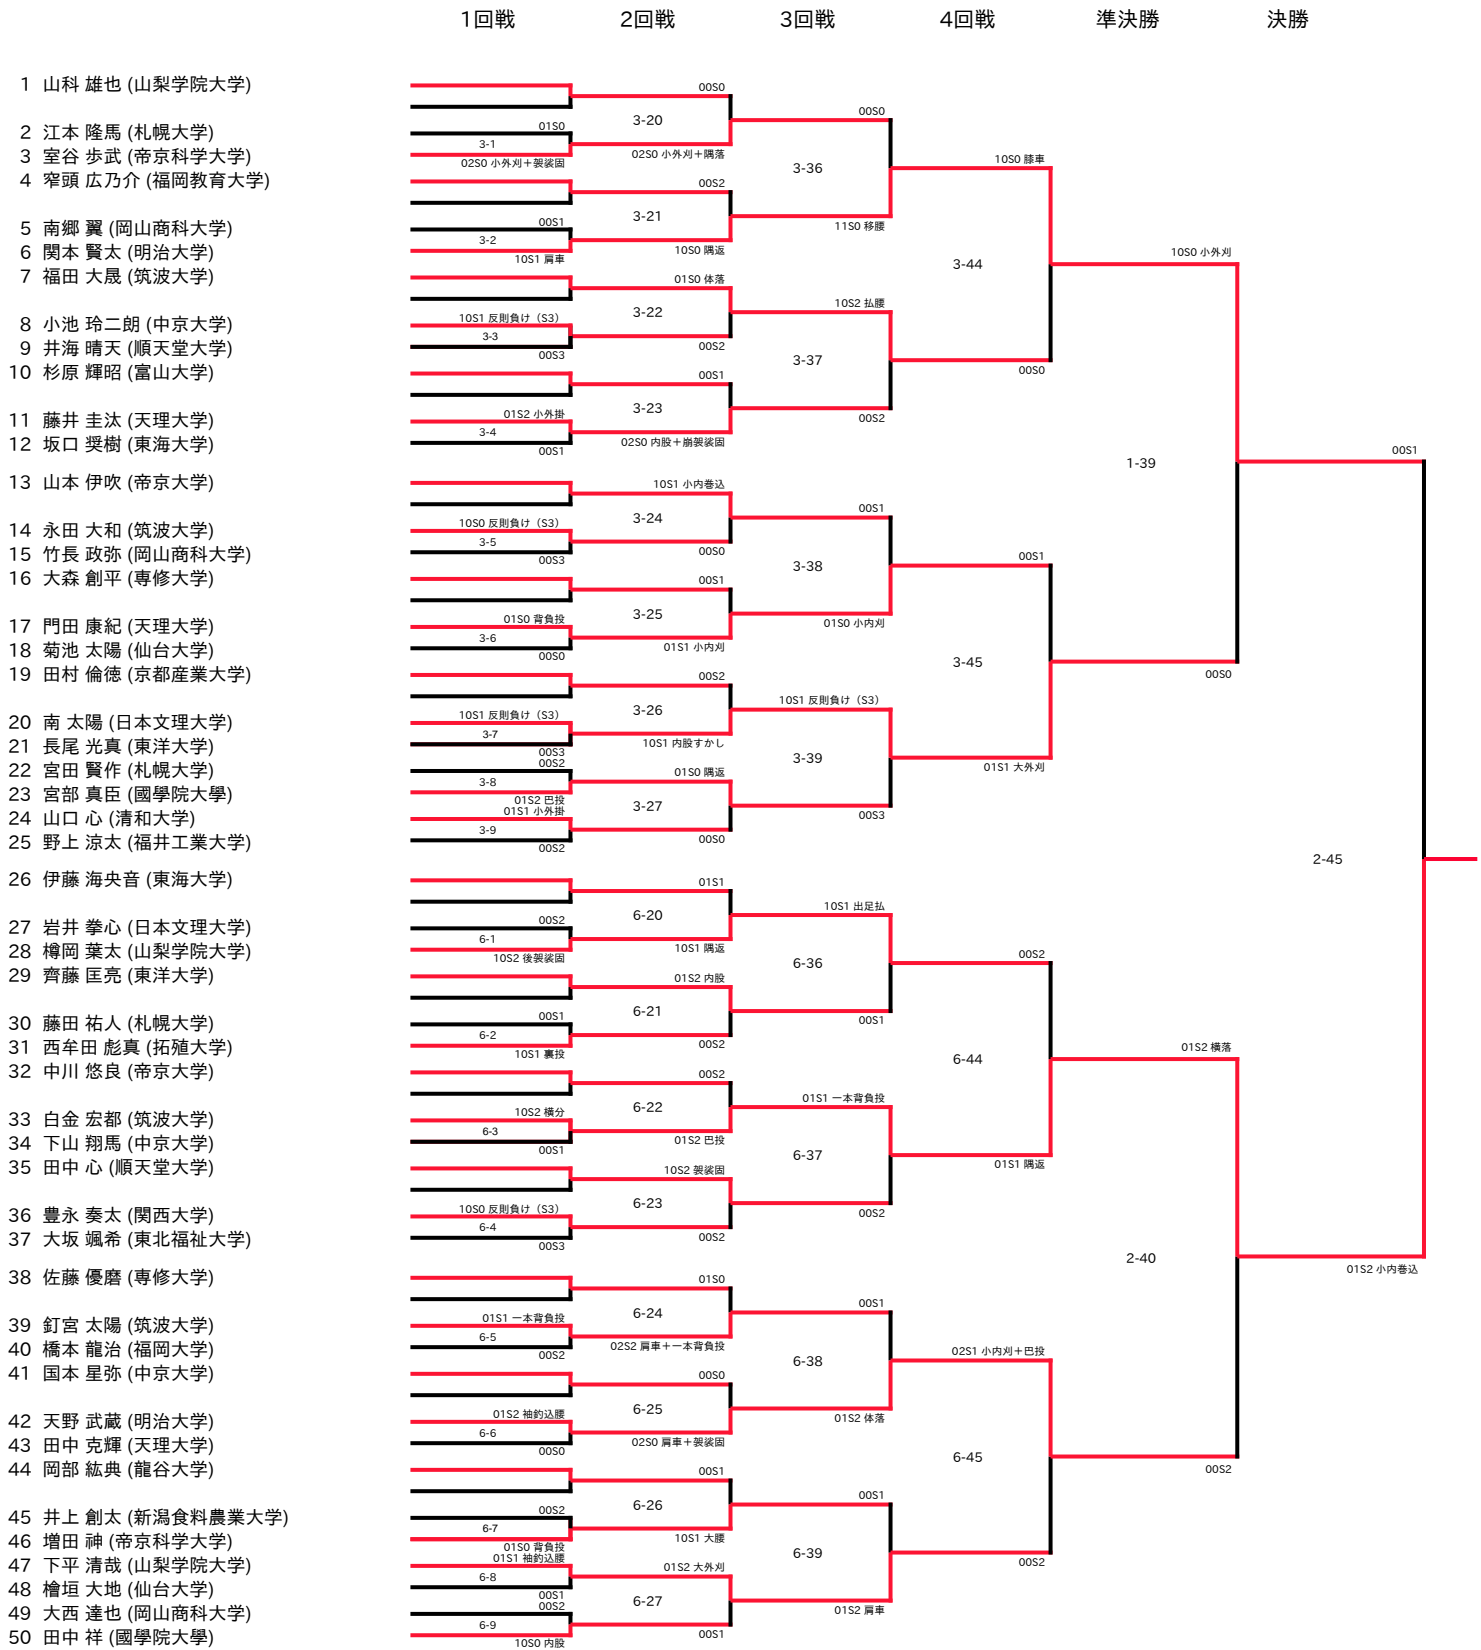 1回戦 2回戦 3回戦 4回戦 準決勝 決勝
1 山科 雄也 (山梨学院大学)
00S0
00S0
2 江本 隆馬 (札幌大学)
01S0
3-20
3-1
3 室谷 歩武 (帝京科学大学)
02S0 小外刈＋袈裟固
02S0 小外刈＋隅落
3-36
10S0 膝車
4 窄頭 広乃介 (福岡教育大学)
00S2
3-21
11S0 移腰
5 南郷 翼 (岡山商科大学)
00S1
3-2
6 関本 賢太 (明治大学)
10S1 肩車
10S0 隅返
3-44
10S0 小外刈
7 福田 大晟 (筑波大学)
01S0 体落
10S2 払腰
3-22
8 小池 玲二朗 (中京大学)
10S1 反則負け（S3）
3-3
9 井海 晴天 (順天堂大学)
00S3
00S2
3-37
00S0
10 杉原 輝昭 (富山大学)
00S1
3-23
00S2
11 藤井 圭汰 (天理大学)
01S2 小外掛
3-4
12 坂口 奨樹 (東海大学)
00S1
02S0 内股＋崩袈裟固
1-39
00S1
13 山本 伊吹 (帝京大学)
10S1 小内巻込
00S1
3-24
14 永田 大和 (筑波大学)
10S0 反則負け（S3）
3-5
15 竹長 政弥 (岡山商科大学)
00S3
00S0
3-38
00S1
16 大森 創平 (専修大学)
00S1
3-25
01S0 小内刈
17 門田 康紀 (天理大学)
01S0 背負投
3-6
18 菊池 太陽 (仙台大学)
00S0
01S1 小内刈
3-45
00S0
19 田村 倫徳 (京都産業大学)
00S2
10S1 反則負け（S3）
3-26
20 南 太陽 (日本文理大学)
10S1 反則負け（S3）
3-7
21 長尾 光真 (東洋大学)
00S3
10S1 内股すかし
3-39
01S1 大外刈
22 宮田 賢作 (札幌大学)
00S2
01S0 隅返
3-8
23 宮部 真臣 (國學院大學)
01S2 巴投
3-27
00S3
24 山口 心 (清和大学)
01S1 小外掛
3-9
25 野上 涼太 (福井工業大学)
00S2
00S0
2-45
26 伊藤 海央音 (東海大学)
01S1
10S1 出足払
6-20
27 岩井 拳心 (日本文理大学)
00S2
6-1
28 樽岡 葉太 (山梨学院大学)
10S2 後袈裟固
10S1 隅返
6-36
00S2
29 齊藤 匡亮 (東洋大学)
01S2 内股
6-21
00S1
30 藤田 祐人 (札幌大学)
00S1
6-2
31 西牟田 彪真 (拓殖大学)
10S1 裏投
00S2
6-44
01S2 横落
32 中川 悠良 (帝京大学)
00S2
01S1 一本背負投
6-22
33 白金 宏都 (筑波大学)
10S2 横分
6-3
34 下山 翔馬 (中京大学)
00S1
01S2 巴投
6-37
01S1 隅返
35 田中 心 (順天堂大学)
10S2 袈裟固
6-23
00S2
36 豊永 奏太 (関西大学)
10S0 反則負け（S3）
6-4
37 大坂 颯希 (東北福祉大学)
00S3
00S2
2-40
01S2 小内巻込
38 佐藤 優磨 (専修大学)
01S0
00S1
6-24
39 釘宮 太陽 (筑波大学)
01S1 一本背負投
6-5
40 橋本 龍治 (福岡大学)
00S2
02S2 肩車＋一本背負投
6-38
02S1 小内刈＋巴投
41 国本 星弥 (中京大学)
00S0
6-25
01S2 体落
42 天野 武蔵 (明治大学)
01S2 袖釣込腰
6-6
43 田中 克輝 (天理大学)
00S0
02S0 肩車＋袈裟固
6-45
00S2
44 岡部 紘典 (龍谷大学)
00S1
00S1
6-26
45 井上 創太 (新潟食料農業大学)
00S2
6-7
46 増田 神 (帝京科学大学)
01S0 背負投
10S1 大腰
6-39
00S2
47 下平 清哉 (山梨学院大学)
01S1 袖釣込腰
01S2 大外刈
6-8
48 檜垣 大地 (仙台大学)
00S1
6-27
01S2 肩車
49 大西 達也 (岡山商科大学)
00S2
6-9
50 田中 祥 (國學院大學)
10S0 内股
00S1